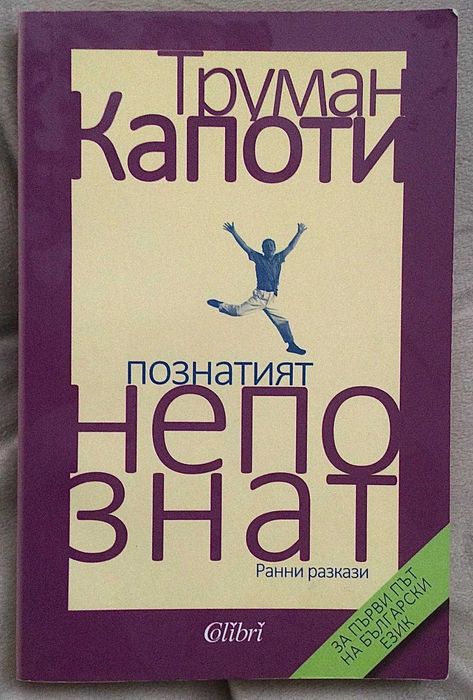 Труман
Капоти
познатият
непо
знат
Ранни разкази
Colibri
ЗА ПЪРВИ ПЪТ
НА БЪЛГАРСКИ
ЕЗИК